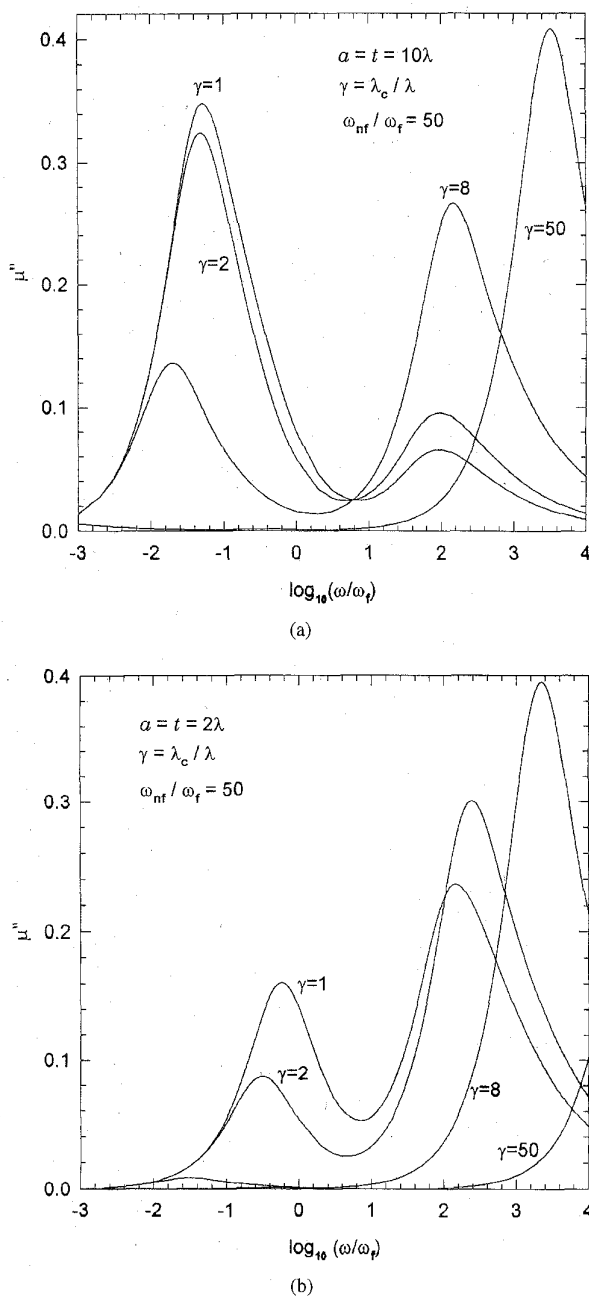 0.4
0.3
0.2
0.1
0.0
μ"
a = t = 10λ
γ = λc / λ
ωnf / ωf = 50
γ=1
γ=2
γ=8
γ=50
-3 -2 -1 0 1 2 3 4
log10(ω/ωf)
(a)
0.4
0.3
0.2
0.1
0.0
μ"
a = t = 2λ
γ = λc / λ
ωnf / ωf = 50
γ=1
γ=2
γ=8
γ=50
-3 -2 -1 0 1 2 3 4
log10 (ω/ωf)
(b)